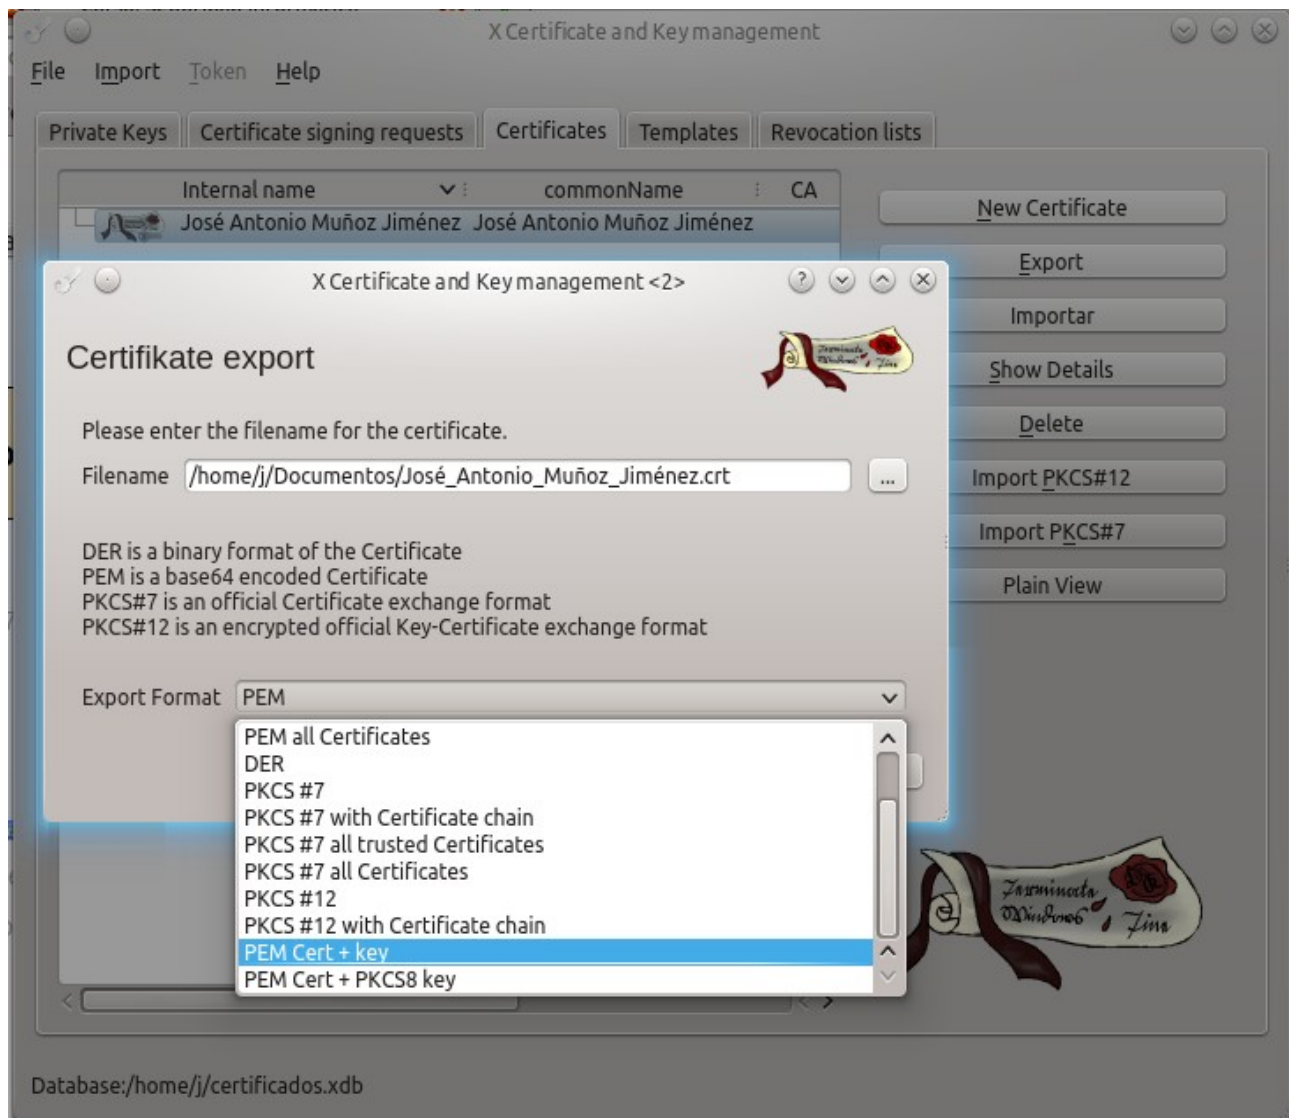 X Certificate and Key management
File Import Token Help
Private Keys Certificate signing requests Certificates Templates Revocation lists
Internal name commonName CA
José Antonio Muñoz Jiménez José Antonio Muñoz Jiménez
New Certificate
Export
Importar
Show Details
Delete
Import PKCS#12
Import PKCS#7
Plain View
X Certificate and Key management <2>
Certifikate export
Please enter the filename for the certificate.
Filename /home/j/Documentos/José_Antonio_Muñoz_Jiménez.crt ...
DER is a binary format of the Certificate
PEM is a base64 encoded Certificate
PKCS#7 is an official Certificate exchange format
PKCS#12 is an encrypted official Key-Certificate exchange format
Export Format PEM
PEM all Certificates
DER
PKCS #7
PKCS #7 with Certificate chain
PKCS #7 all trusted Certificates
PKCS #7 all Certificates
PKCS #12
PKCS #12 with Certificate chain
PEM Cert + key
PEM Cert + PKCS8 key
Terminate
Windows
Database:/home/j/certificados.xdb